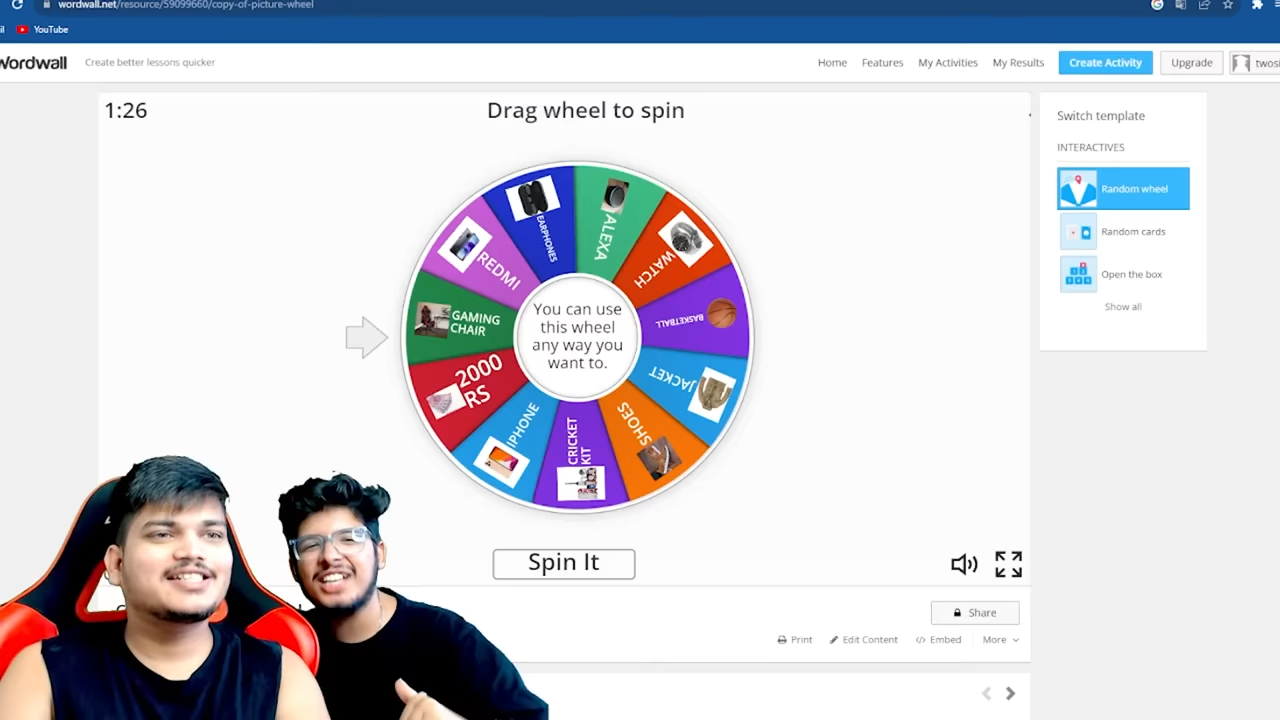 wordwall.net/resource/59099660/copy-of-picture-wheel
YouTube
Wordwall
Create better lessons quicker
Home
Features
My Activities
My Results
Create Activity
Upgrade
twosi
1:26
Drag wheel to spin
Switch template
INTERACTIVES
Random wheel
Random cards
Open the box
Show all
EARPHONES
ALEXA
WATCH
BASKETBALL
JACKET
SHOES
CRICKET
KIT
IPHONE
2000
RS
GAMING
CHAIR
REDMI
You can use
this wheel
any way you
want to.
Spin It
Share
Print
Edit Content
Embed
More